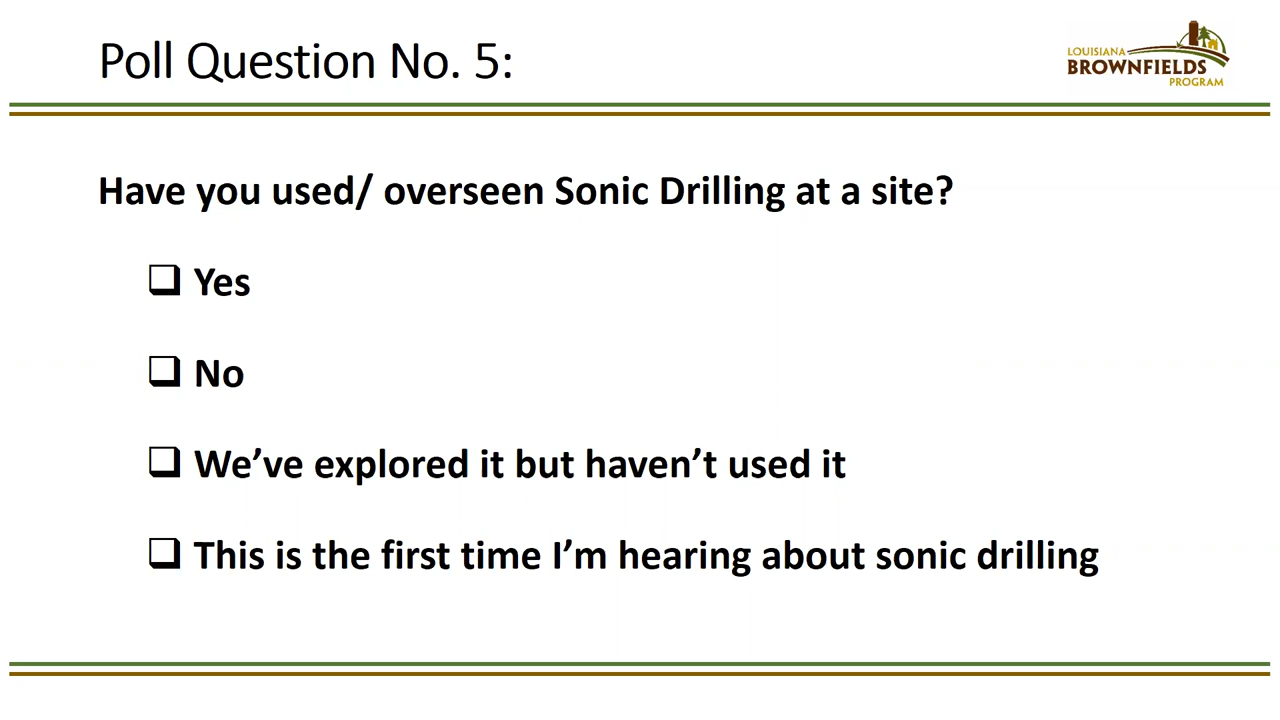 Poll Question No. 5:
LOUISIANA
BROWNFIELDS
PROGRAM
Have you used/ overseen Sonic Drilling at a site?
❑ Yes
❑ No
❑ We’ve explored it but haven’t used it
❑ This is the first time I’m hearing about sonic drilling